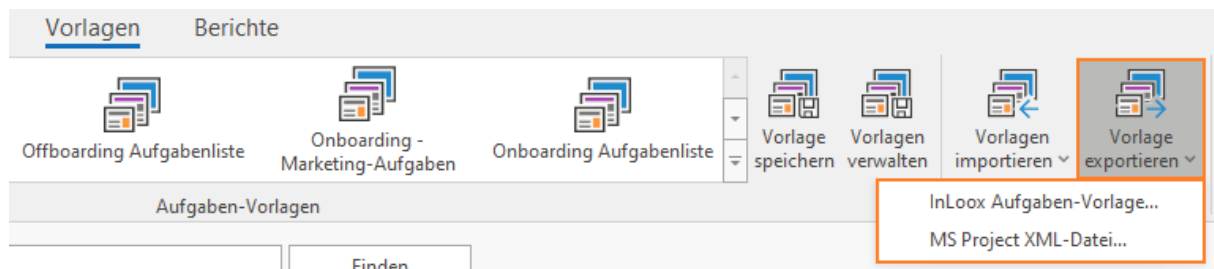 Vorlagen Berichte
Offboarding Aufgabenliste
Onboarding -
Marketing-Aufgaben
Onboarding Aufgabenliste
Vorlage
speichern
Vorlagen
verwalten
Vorlagen
importieren
Vorlage
exportieren
Aufgaben-Vorlagen
InLoox Aufgaben-Vorlage...
MS Project XML-Datei...
Finden